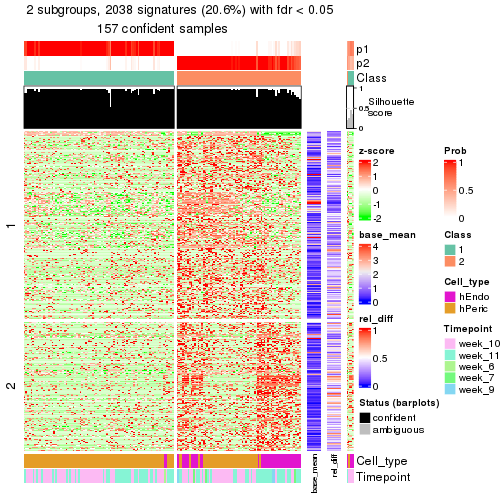 2 subgroups, 2038 signatures (20.6%) with fdr < 0.05
157 confident samples
p1
p2
Class
1
0.5
0
Silhouette
score
1
2
z-score
2
1
0
-1
-2
Prob
1
0.5
0
base_mean
4
3
2
1
0
Class
1
2
Cell_type
hEndo
hPeric
rel_diff
1
0.5
0
Timepoint
week_10
week_11
week_6
week_7
week_9
Status (barplots)
confident
ambiguous
base_mean
rel_diff
Cell_type
Timepoint